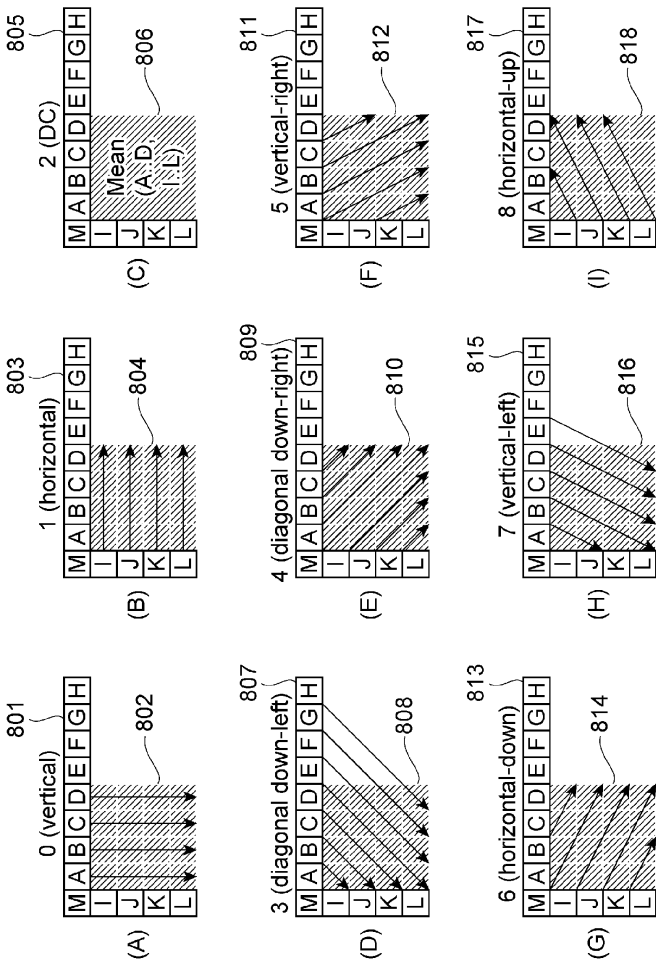 801
0 (vertical)
M A B C D E F G H
I
J
K
L
802
(A)
803
1 (horizontal)
M A B C D E F G H
I
J
K
L
804
(B)
805
2 (DC)
M A B C D E F G H
I
J
K
L
Mean
(A..D,
I..L)
806
(C)
807
3 (diagonal down-left)
M A B C D E F G H
I
J
K
L
808
(D)
809
4 (diagonal down-right)
M A B C D E F G H
I
J
K
L
810
(E)
811
5 (vertical-right)
M A B C D E F G H
I
J
K
L
812
(F)
813
6 (horizontal-down)
M A B C D E F G H
I
J
K
L
814
(G)
815
7 (vertical-left)
M A B C D E F G H
I
J
K
L
816
(H)
817
8 (horizontal-up)
M A B C D E F G H
I
J
K
L
818
(I)